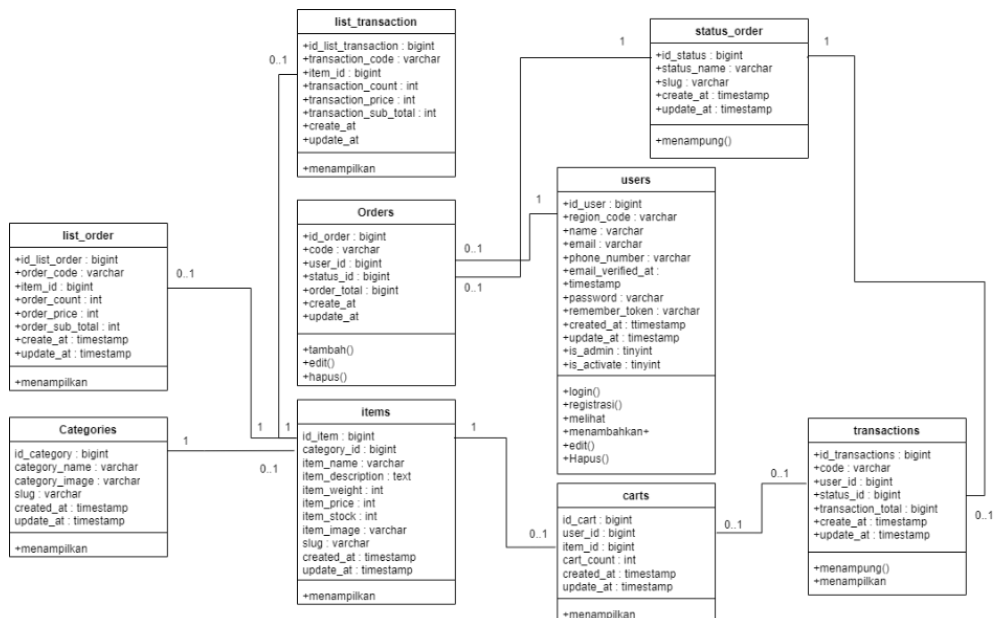 list_transaction
+id_list_transaction : bigint
+transaction_code : varchar
+item_id : bigint
+transaction_count : int
+transaction_price : int
+transaction_sub_total : int
+create_at
+update_at
+menampilkan
1
0..1
status_order
+id_status : bigint
+status_name : varchar
+slug : varchar
+create_at : timestamp
+update_at : timestamp
+menampung()
1
1
users
+id_user : bigint
+region_code : varchar
+name : varchar
+email : varchar
+phone_number : varchar
+email_verified_at :
+timestamp
+password : varchar
+remember_token : varchar
+created_at : ttimestamp
+update_at : timestamp
+is_admin : tinyint
+is_activate : tinyint
+login()
+registrasi()
+melihat
+menambahkan+
+edit()
+Hapus()
1
Orders
+id_order : bigint
+code : varchar
+user_id : bigint
+status_id : bigint
+order_total : bigint
+create_at
+update_at
+tambah()
+edit()
+hapus()
0..1
0..1
list_order
+id_list_order : bigint
+order_code : varchar
+item_id : bigint
+order_count : int
+order_price : int
+order_sub_total : int
+create_at : timestamp
+update_at : timestamp
+menampilkan
0..1
Categories
id_category : bigint
category_name : varchar
category_image : varchar
slug : varchar
created_at : timestamp
update_at : timestamp
+menampilkan
1
1
1
0..1
items
id_item : bigint
category_id : bigint
item_name : varchar
item_description : text
item_weight : int
item_price : int
item_stock : int
item_image : varchar
slug : varchar
created_at : timestamp
update_at : timestamp
+menampilkan
1
0..1
carts
id_cart : bigint
user_id : bigint
item_id : bigint
cart_count : int
created_at : timestamp
update_at : timestamp
+menampilkan
0..1
0..1
transactions
+id_transactions : bigint
+code : varchar
+user_id : bigint
+status_id : bigint
+transaction_total : bigint
+create_at : timestamp
+update_at : timestamp
+menampung()
+menampilkan
0..1